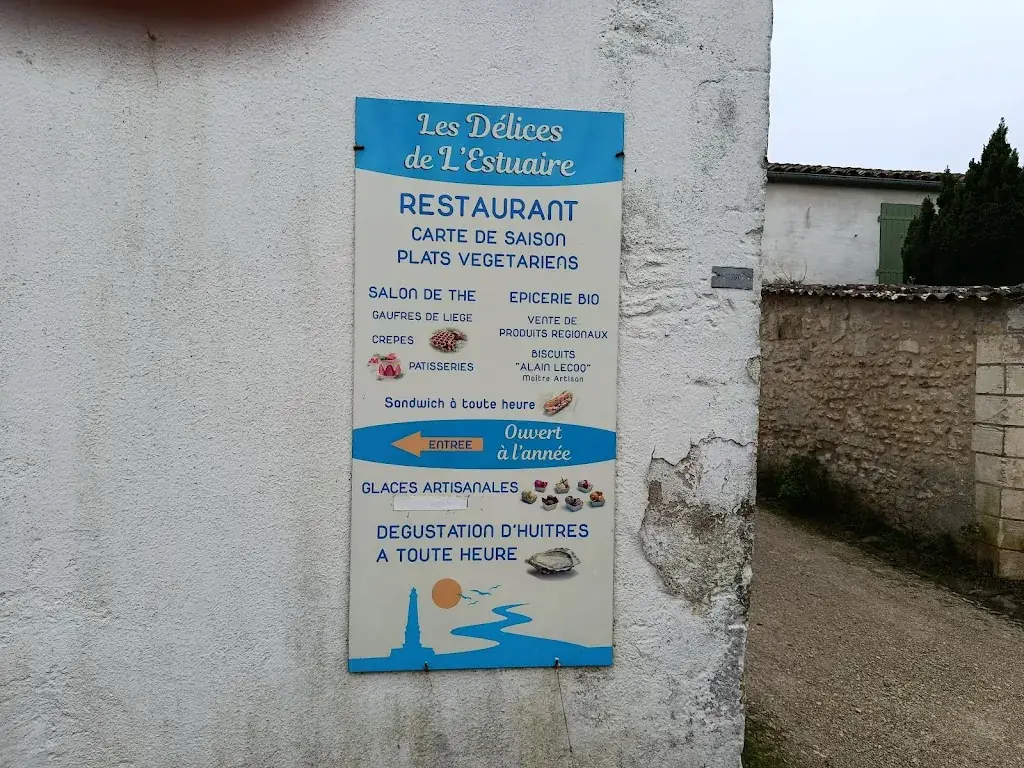 Les Délices
de L'Estuaire
RESTAURANT
CARTE DE SAISON
PLATS VEGETARIENS
SALON DE THE
GAUFRES DE LIEGE
CREPES
PATISSERIES
EPICERIE BIO
VENTE DE
PRODUITS REGIONAUX
BISCUITS
"ALAIN LECOQ"
Maître Artisan
Sandwich à toute heure
ENTREE
Ouvert
à l'année
GLACES ARTISANALES
DEGUSTATION D'HUITRES
A TOUTE HEURE